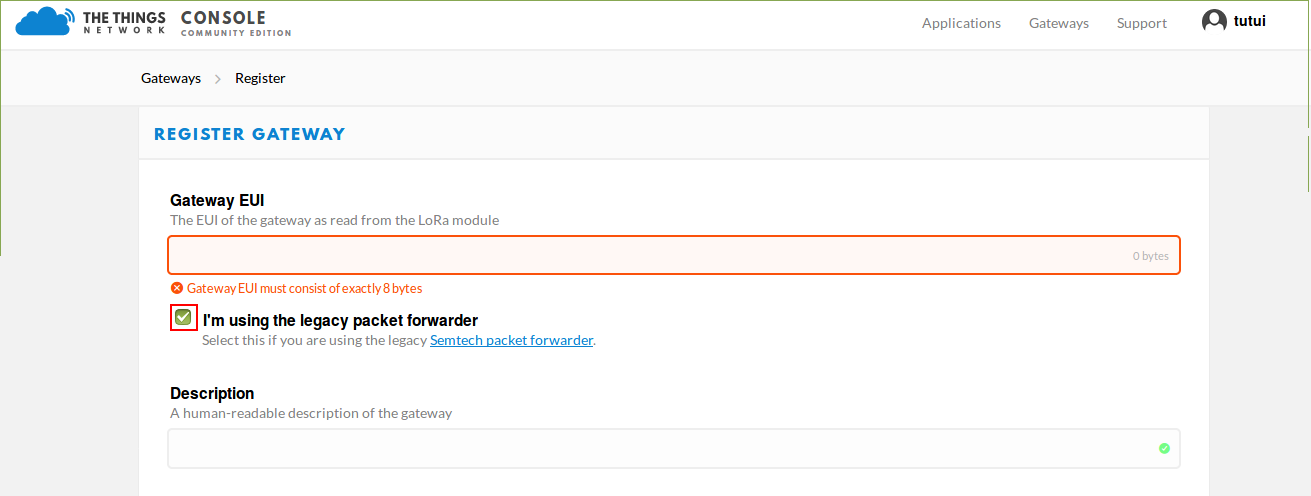 THE THINGS NETWORK
CONSOLE
COMMUNITY EDITION
Applications
Gateways
Support
tutui
Gateways
Register
REGISTER GATEWAY
Gateway EUI
The EUI of the gateway as read from the LoRa module
0 bytes
Gateway EUI must consist of exactly 8 bytes
I'm using the legacy packet forwarder
Select this if you are using the legacy Semtech packet forwarder.
Description
A human-readable description of the gateway